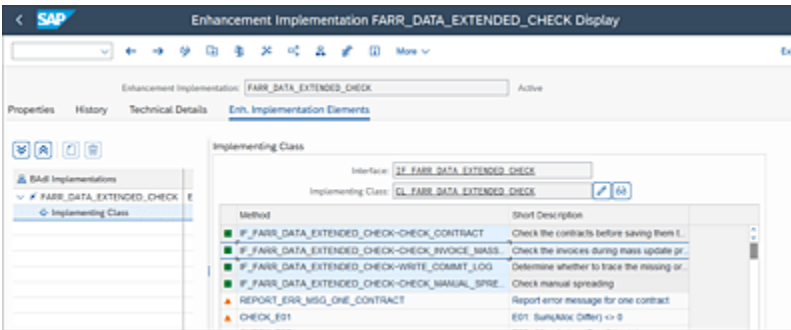 SAP Enhancement Implementation FARR_DATA_EXTENDED_CHECK Display
More
Enhancement Implementation: FARR_DATA_EXTENDED_CHECK Active
Properties History Technical Details Enh. Implementation Elements
Implementing Class
Interface: IF_FARR_DATA_EXTENDED_CHECK
Implementing Class: CL_FARR_DATA_EXTENDED_CHECK
BAdI Implementations
FARR_DATA_EXTENDED_CHECK E
Implementing Class
Method Short Description
IF_FARR_DATA_EXTENDED_CHECK~CHECK_CONTRACT Check the contracts before saving them t...
IF_FARR_DATA_EXTENDED_CHECK~CHECK_INVOICE_MASS... Check the invoices during mass update pr...
IF_FARR_DATA_EXTENDED_CHECK~WRITE_COMMIT_LOG Determine whether to trace the missing or...
IF_FARR_DATA_EXTENDED_CHECK~CHECK_MANUAL_SPRE... Check manual spreading
REPORT_ERR_MSG_ONE_CONTRACT Report error message for one contract
CHECK_E01 E01: Sum(Alloc Differ) <> 0